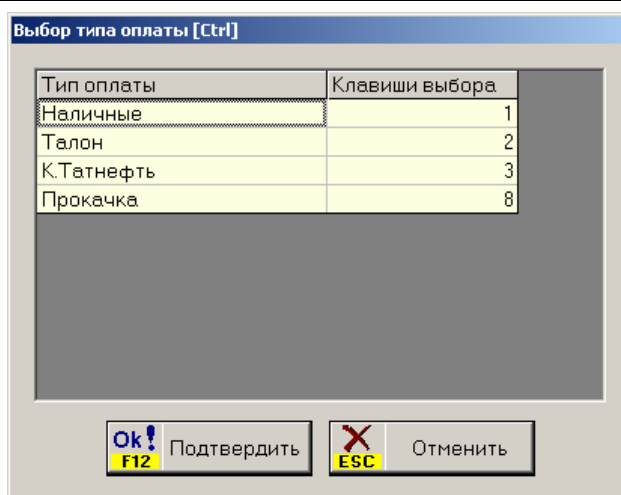 Выбор типа оплаты [Ctrl]
Тип оплаты Клавиши выбора
Наличные 1
Талон 2
К.Татнефть 3
Прокачка 8
Ok! F12 Подтвердить ESC Отменить